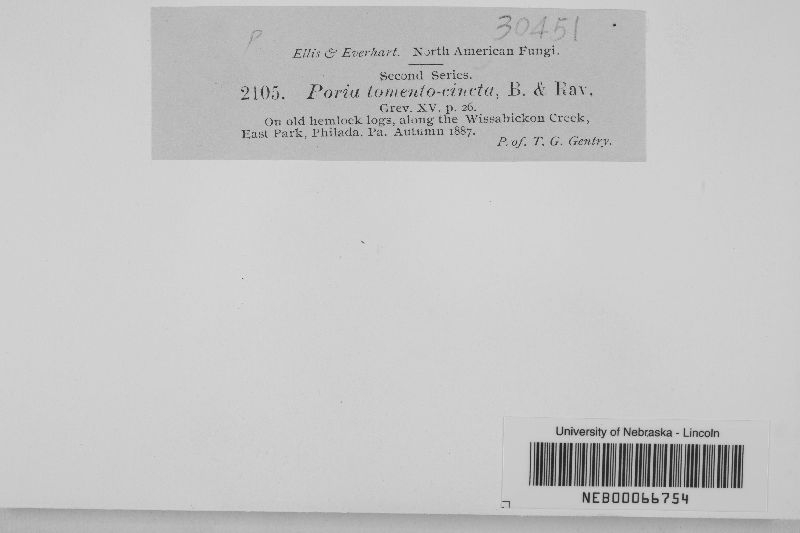 P
30451
Ellis & Everhart. North American Fungi.
Second Series.
2105. Poria tomento-cincta, B. & Rav.
Grev. XV, p. 26.
On old hemlock logs, along the Wissahickon Creek,
East Park, Philada. Pa. Autumn 1887.
P.of. T. G. Gentry.
University of Nebraska - Lincoln
NEB00066754